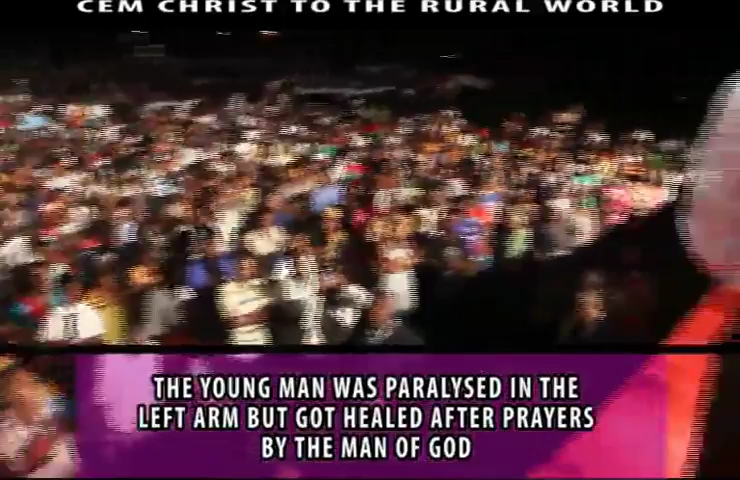 CEM CHRIST TO THE RURAL WORLD
THE YOUNG MAN WAS PARALYSED IN THE
LEFT ARM BUT GOT HEALED AFTER PRAYERS
BY THE MAN OF GOD